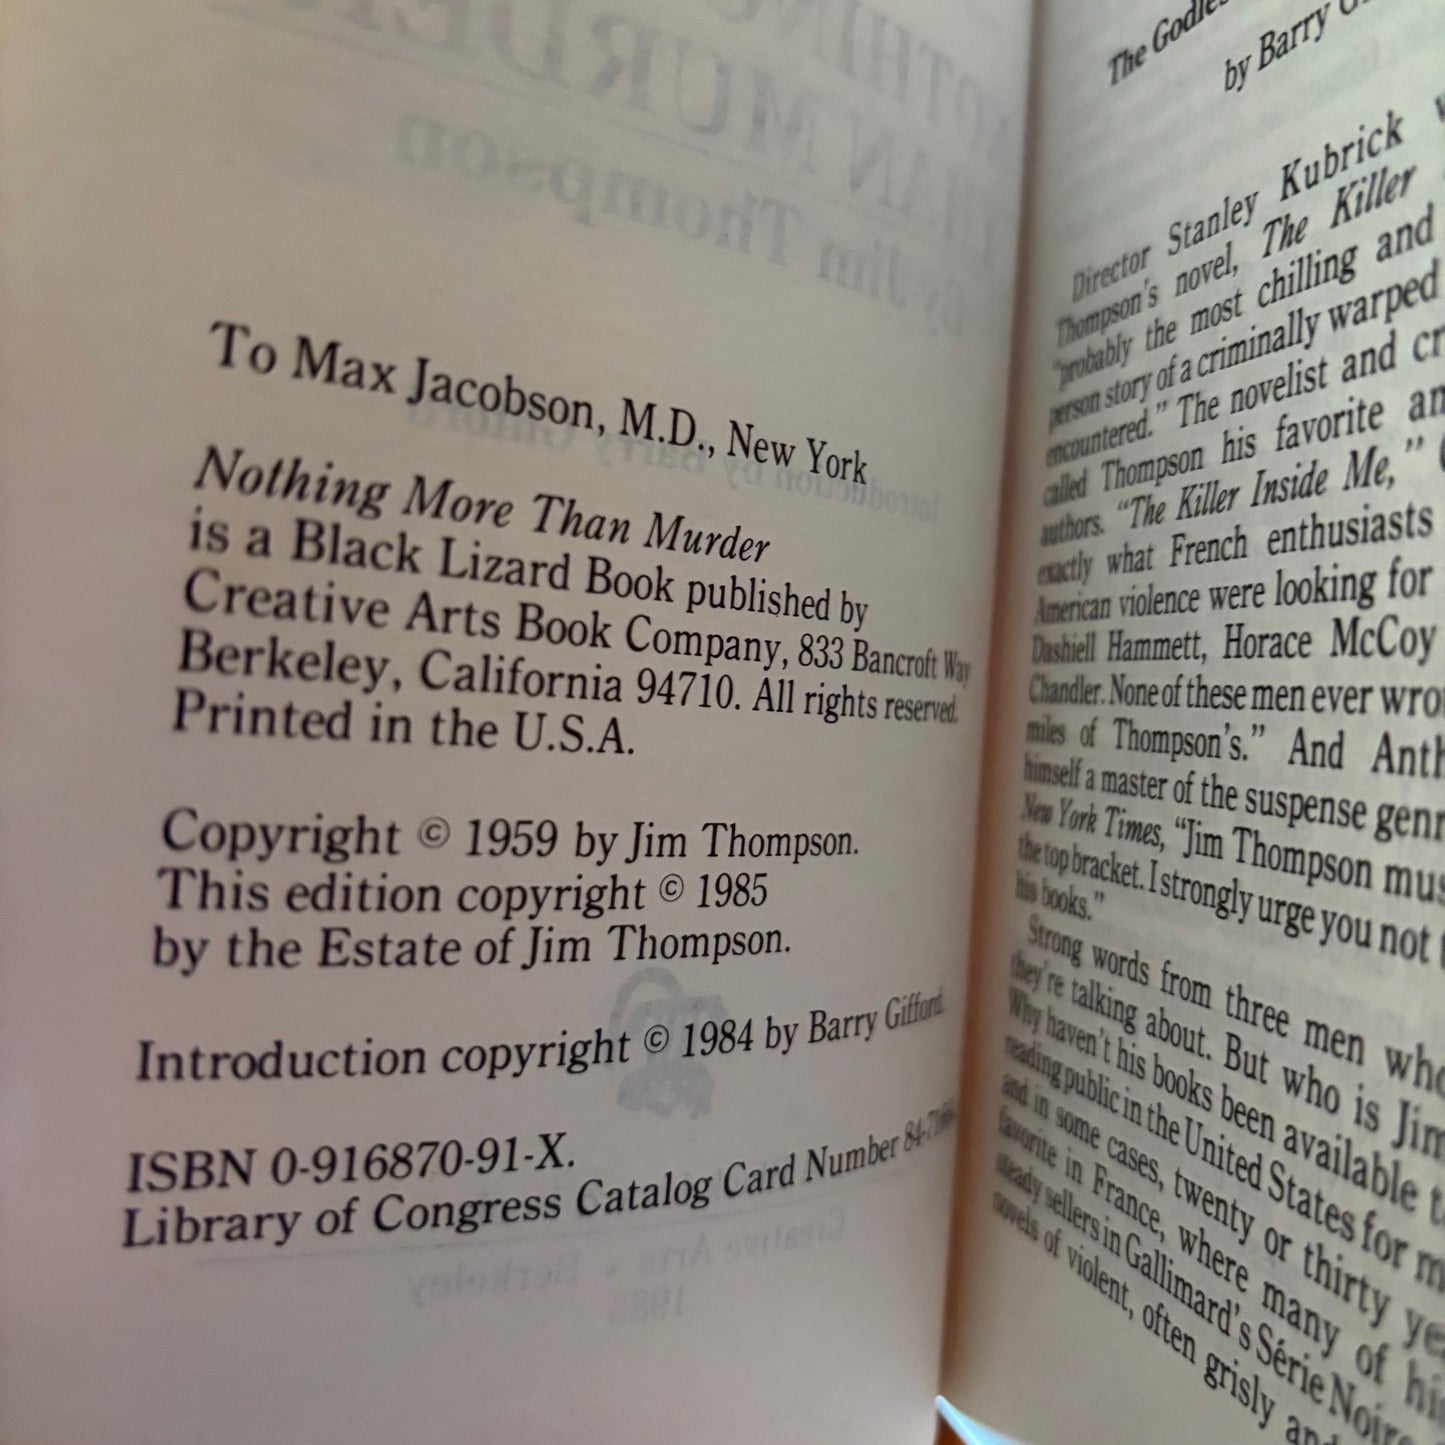 To Max Jacobson, M.D., New York
Nothing More Than Murder
is a Black Lizard Book published by
Creative Arts Book Company, 833 Bancroft Way
Berkeley, California 94710. All rights reserved.
Printed in the U.S.A.
Copyright © 1959 by Jim Thompson.
This edition copyright © 1985
by the Estate of Jim Thompson.
Introduction copyright © 1984 by Barry Gifford.
ISBN 0-916870-91-X.
Library of Congress Catalog Card Number
The
by Barry
Director Stanley Kubrick
Thompson's novel, The Killer
"probably the most chilling and
person story of a criminally warped
encountered." The novelist and
called Thompson his favorite
authors. "The Killer Inside Me,"
exactly what French enthusiasts
American violence were looking for
Dashiell Hammett, Horace McCoy
Chandler. None of these men ever
miles of Thompson's." And
himself a master of the suspense
New York Times, "Jim Thompson
the top bracket. I strongly urge you not
his books."
Strong words from three men
they're talking about. But who is
Why haven't his books been available
reading public in the United States for
and in some cases, twenty or thirty
favorite in France, where many of
steady sellers in Gallimard's Série
novels of violent, often grisly